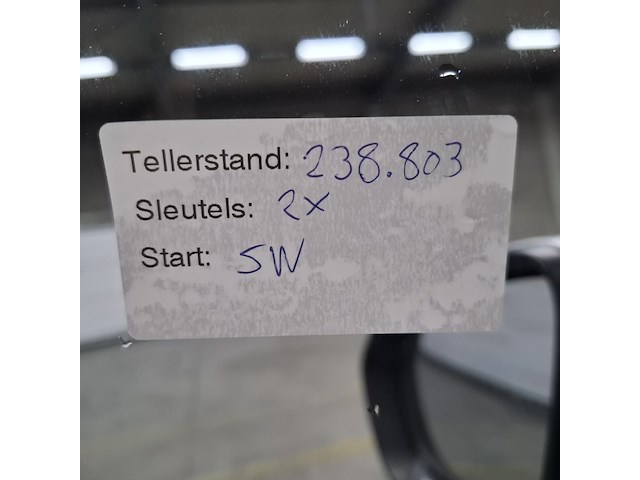 Tellerstand: 238.803
Sleutels: 2x
Start: SW